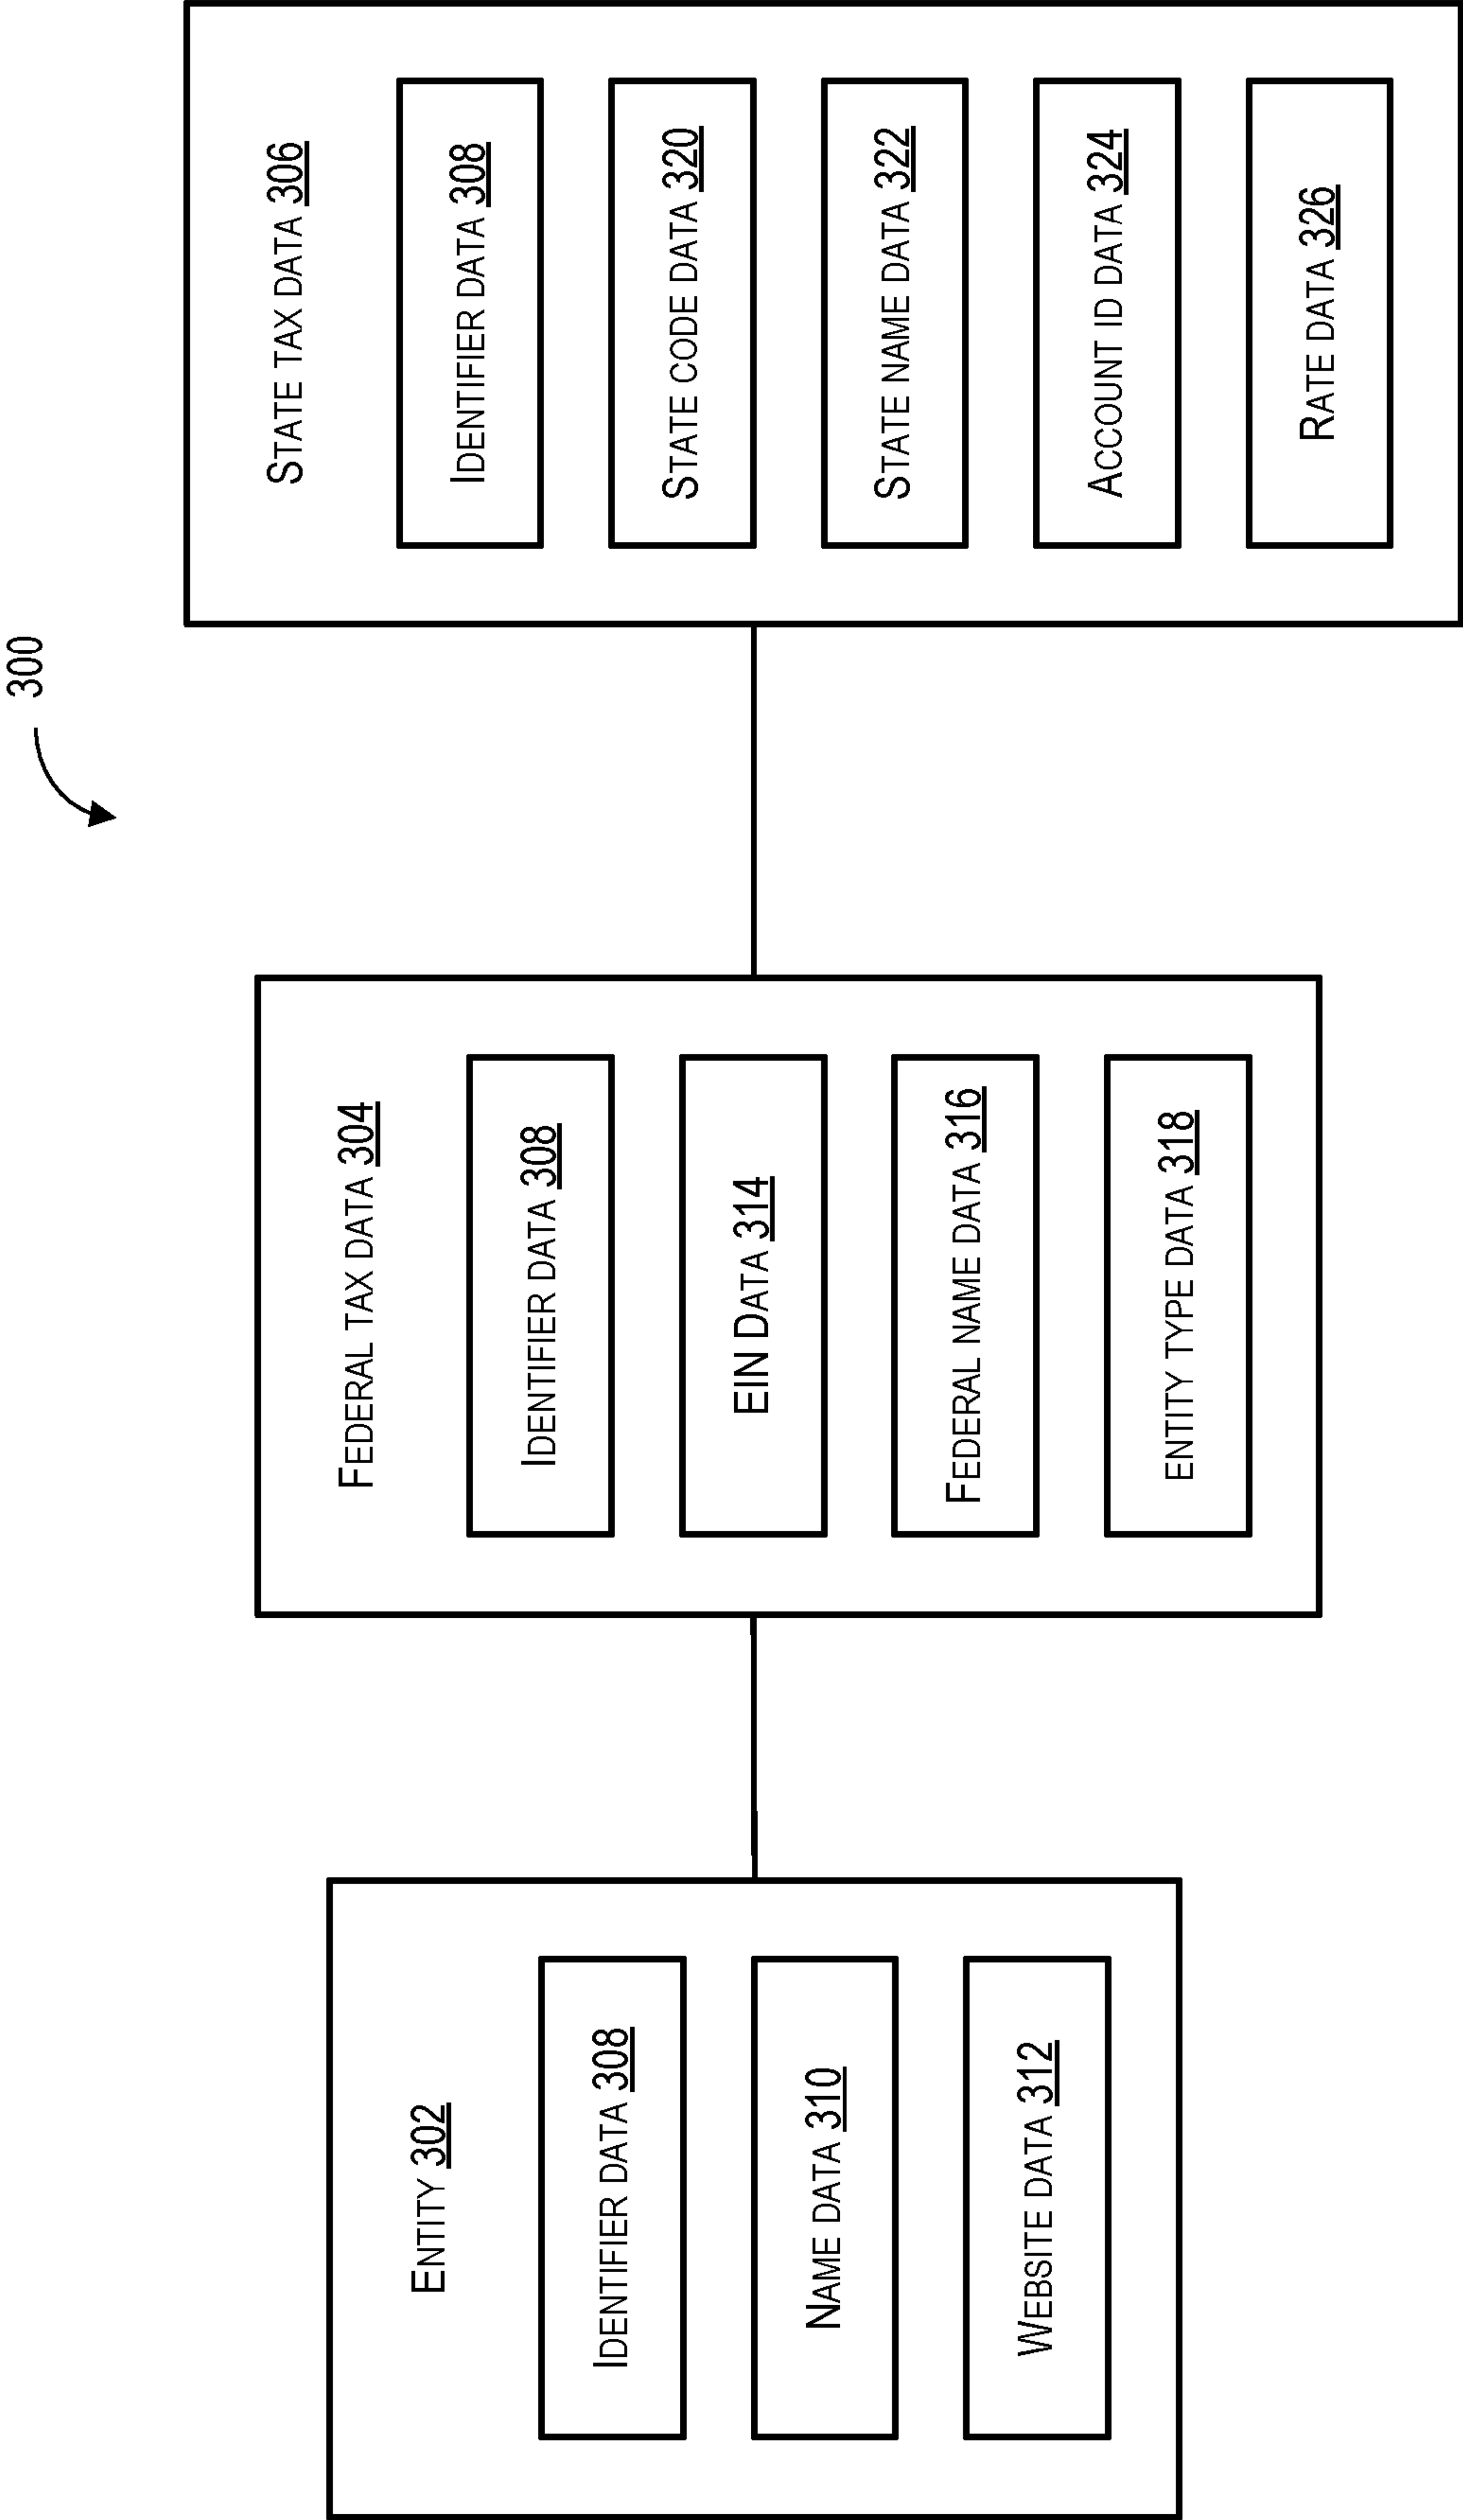 300
Entity 302
Identifier data 308
Name data 310
Website data 312
Federal tax data 304
Identifier data 308
EIN Data 314
Federal name data 316
entity type data 318
State tax data 306
Identifier data 308
State code data 320
State name data 322
Account ID data 324
Rate data 326